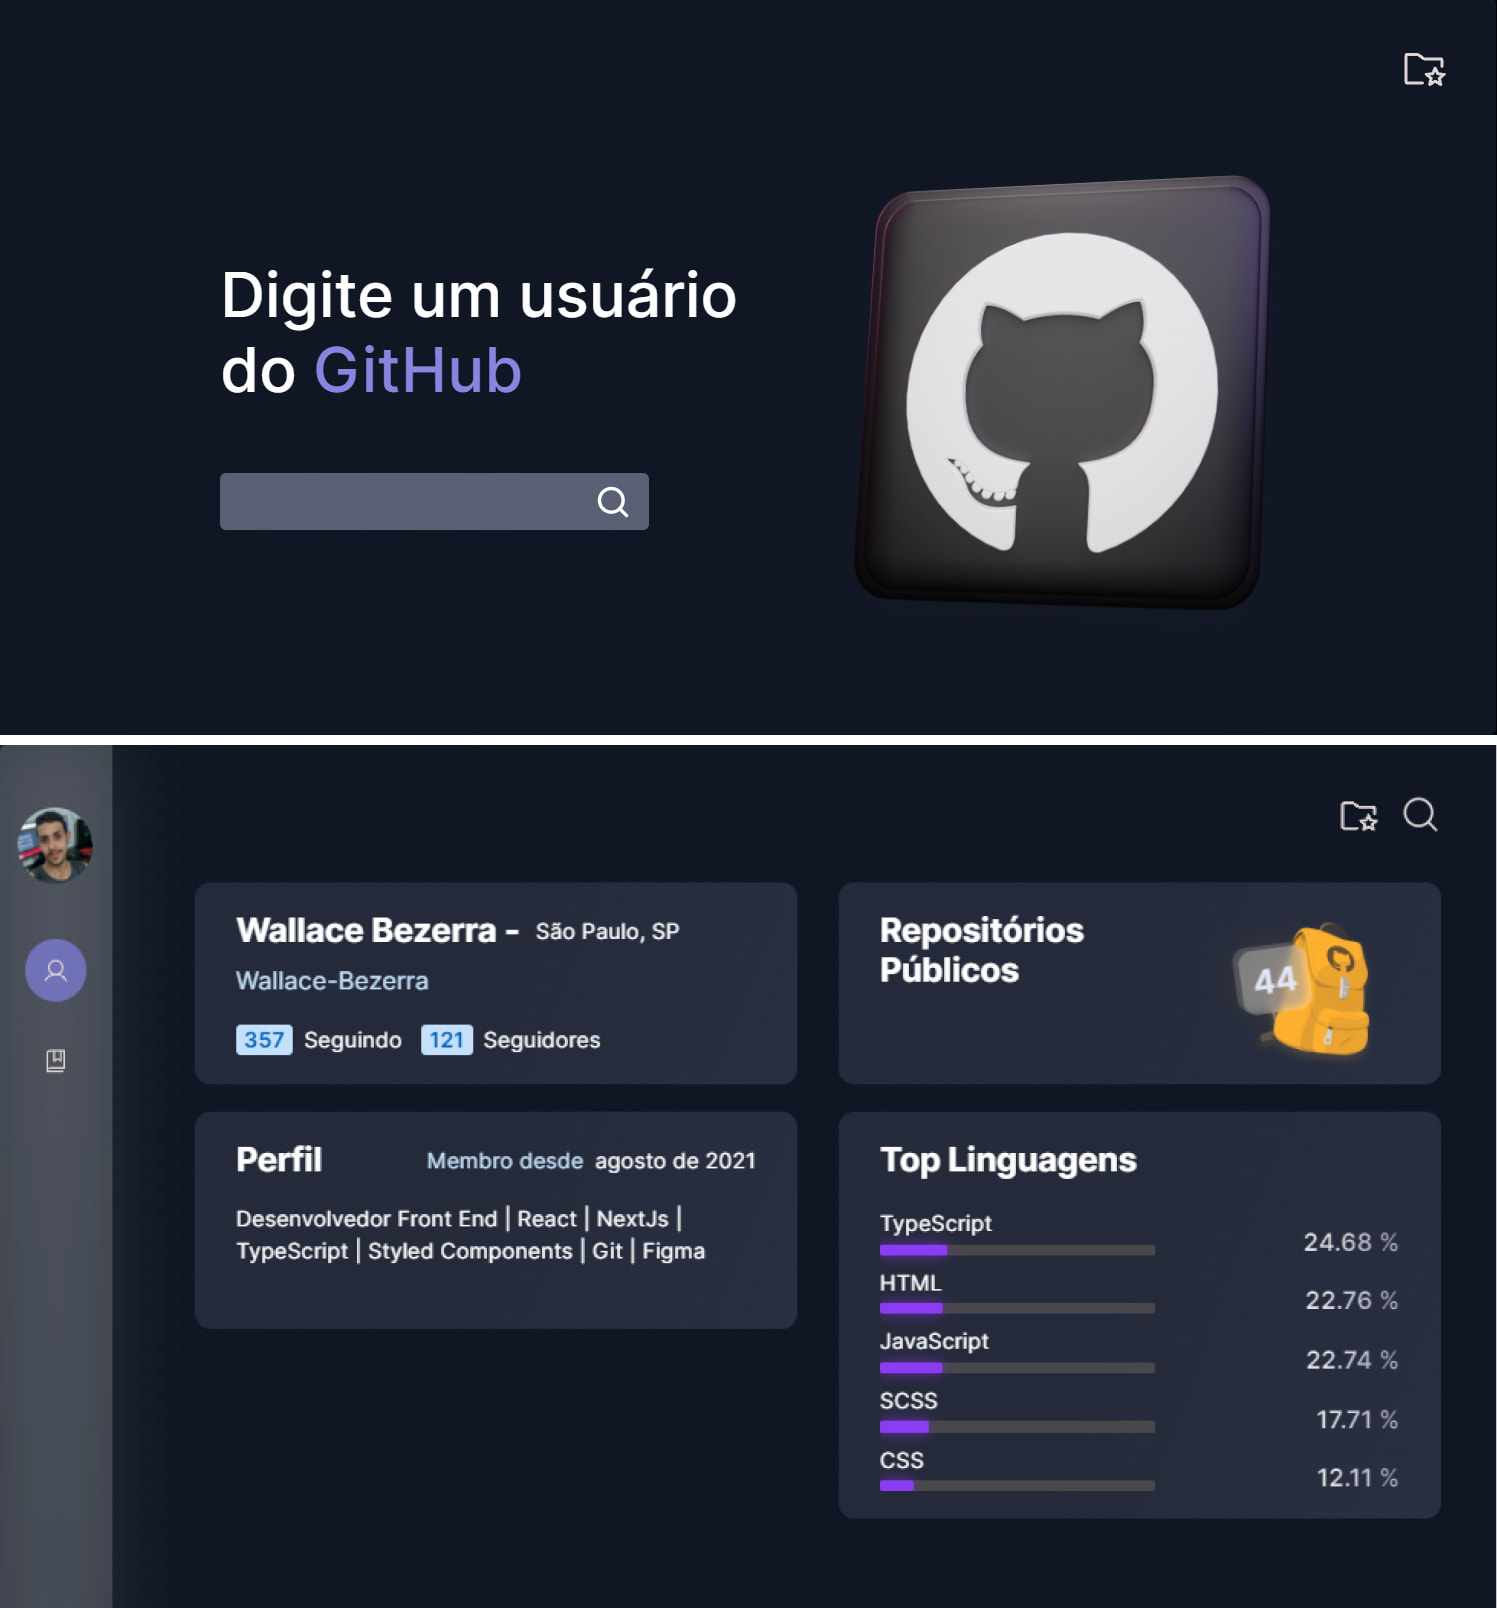 Digite um usuário
do GitHub
Wallace Bezerra - São Paulo, SP
Wallace-Bezerra
357 Seguindo 121 Seguidores
Repositórios
Públicos
44
Perfil Membro desde agosto de 2021
Desenvolvedor Front End | React | NextJs |
TypeScript | Styled Components | Git | Figma
Top Linguagens
TypeScript
24.68 %
HTML
22.76 %
JavaScript
22.74 %
SCSS
17.71 %
CSS
12.11 %